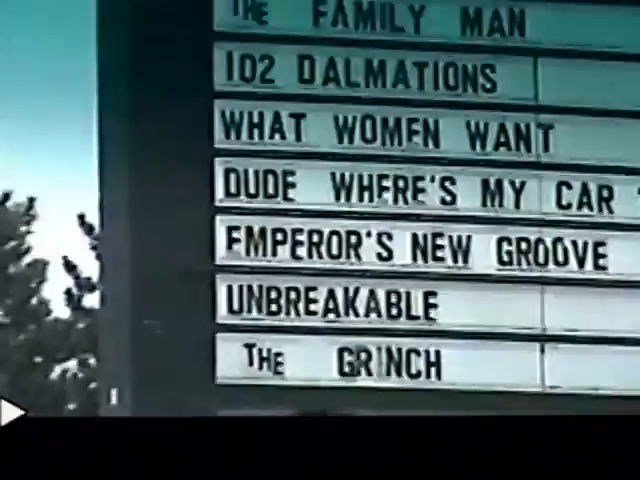 THE FAMILY MAN
102 DALMATIONS
WHAT WOMEN WANT
DUDE WHERE'S MY CAR
EMPEROR'S NEW GROOVE
UNBREAKABLE
THE GRINCH